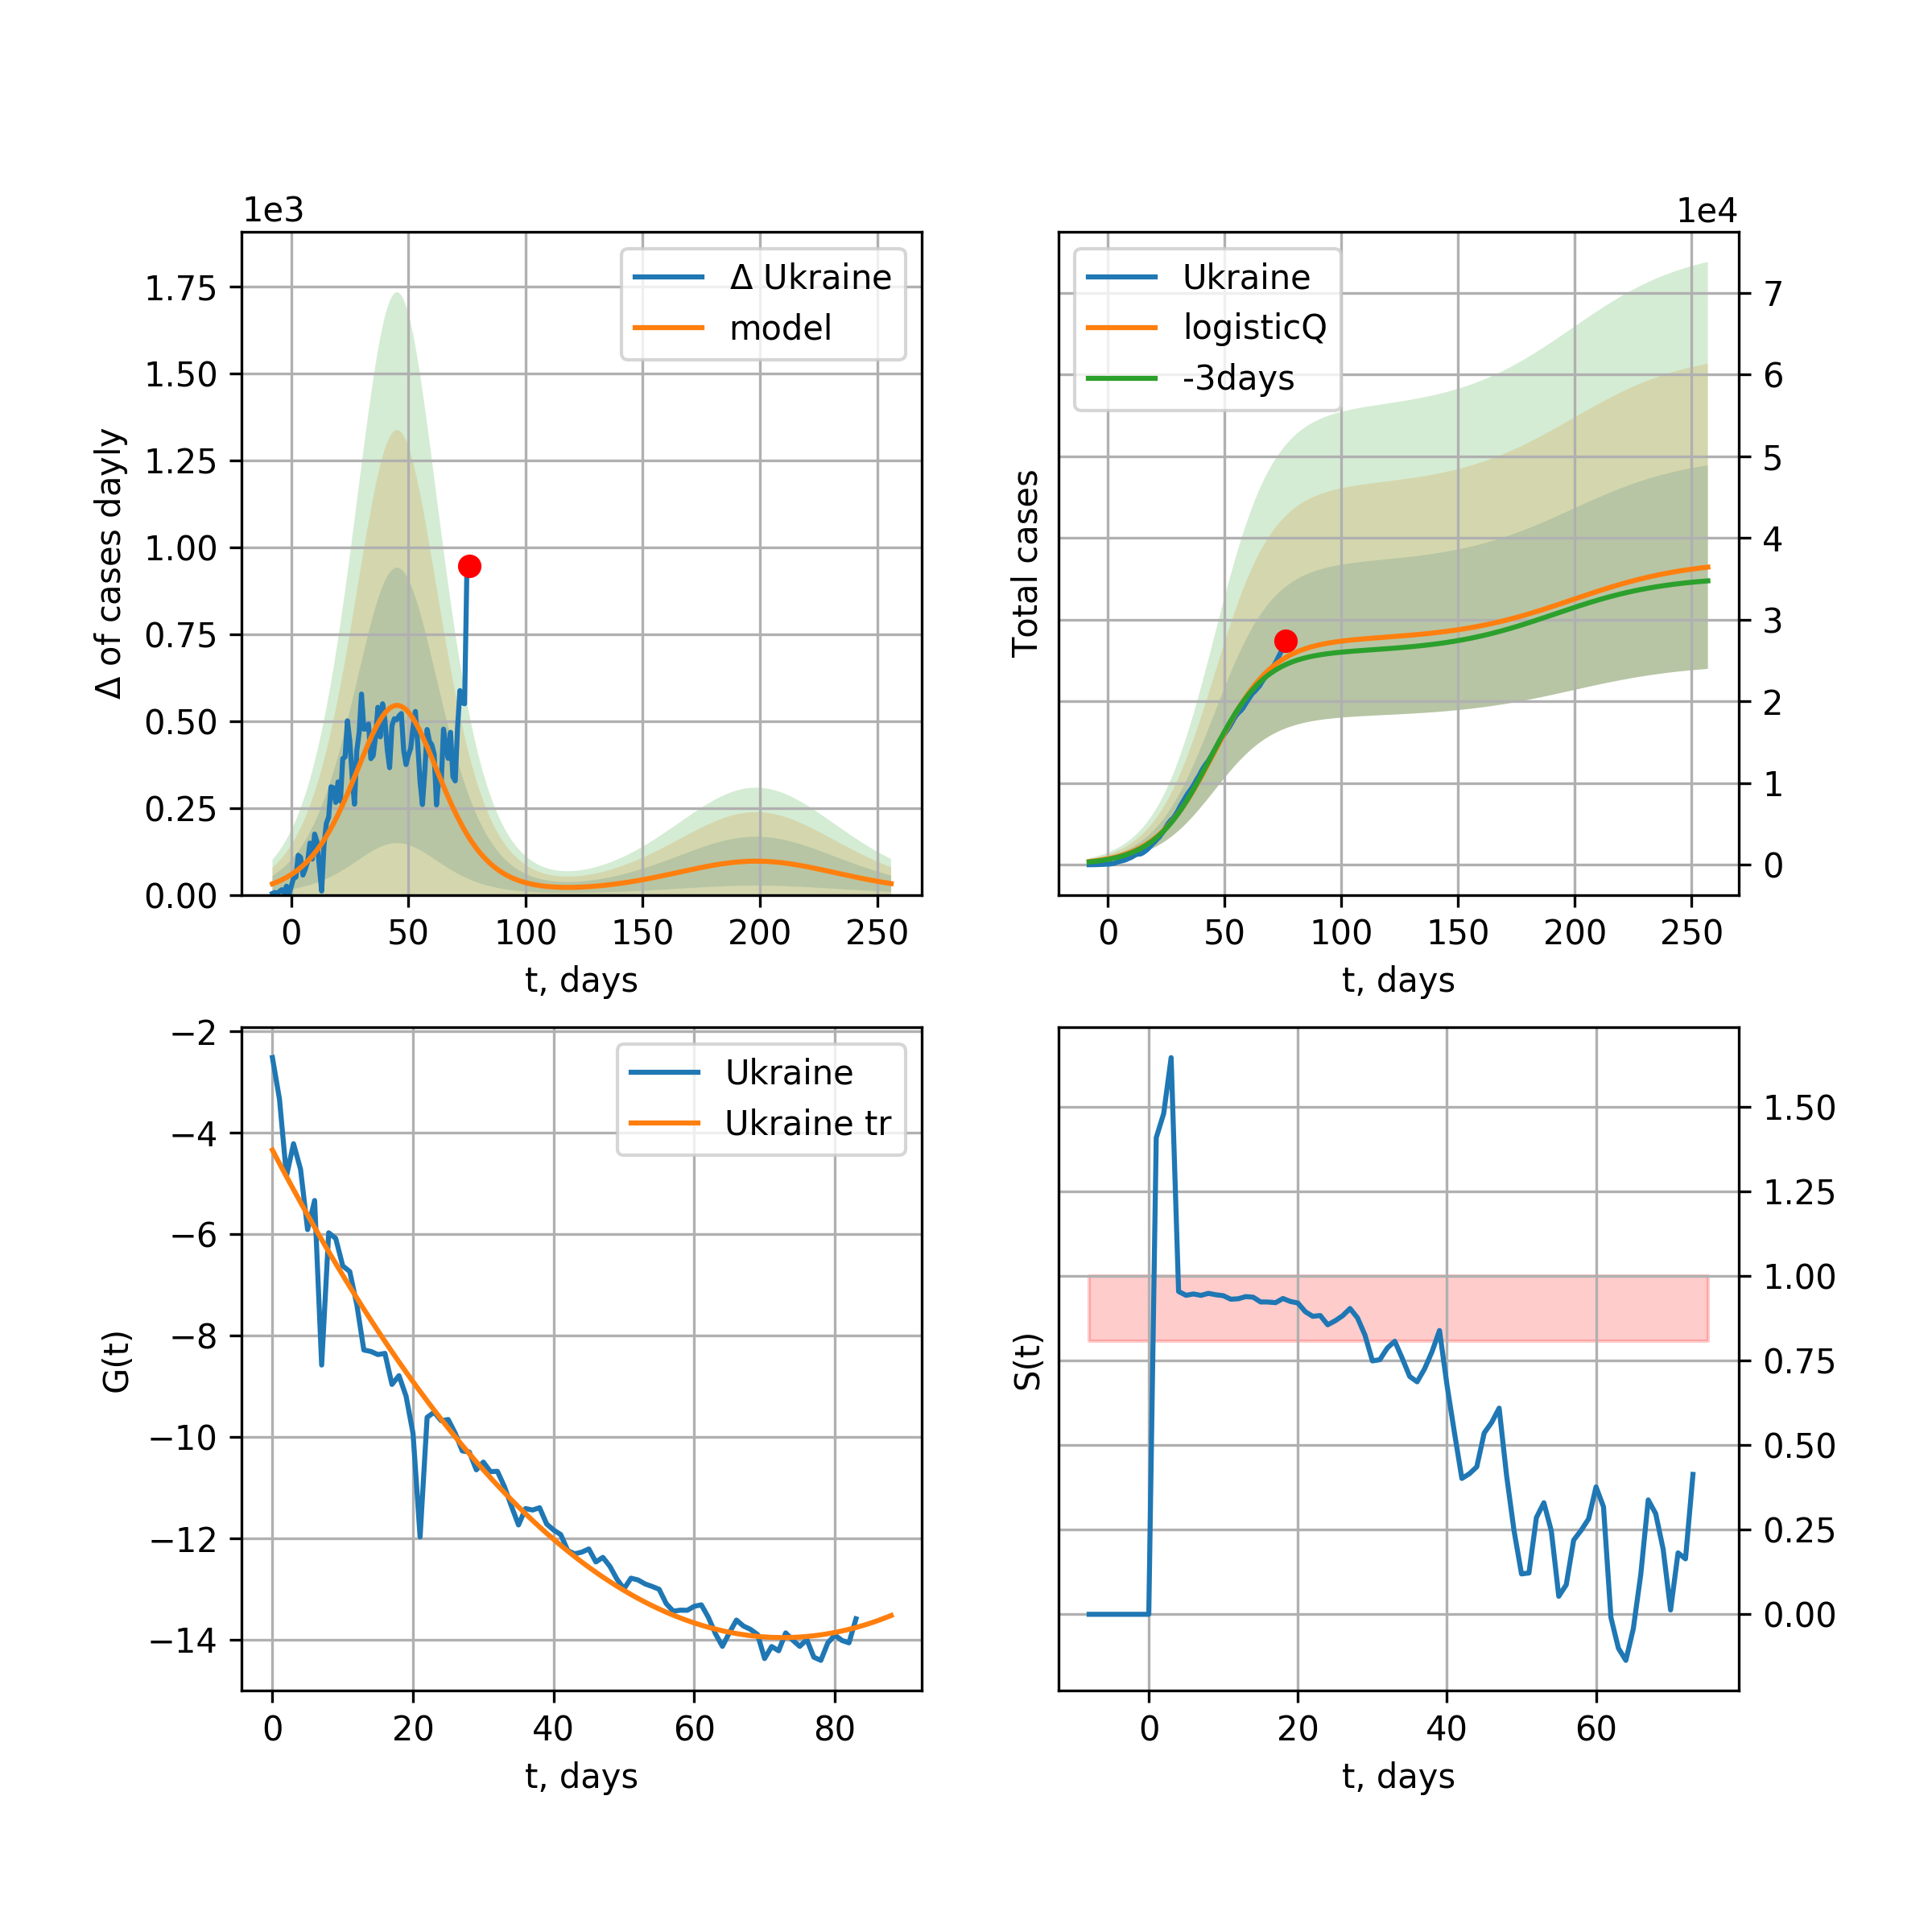 1e3
Δ of cases dayly
1.75
1.50
1.25
1.00
0.75
0.50
0.25
0.00
Δ Ukraine
model
0 50 100 150 200 250
t, days
1e4
Total cases
Ukraine
logisticQ
-3days
7
6
5
4
3
2
1
0
0 50 100 150 200 250
t, days
G(t)
−2
−4
−6
−8
−10
−12
−14
Ukraine
Ukraine tr
0 20 40 60 80
t, days
S(t)
1.50
1.25
1.00
0.75
0.50
0.25
0.00
0 20 40 60
t, days